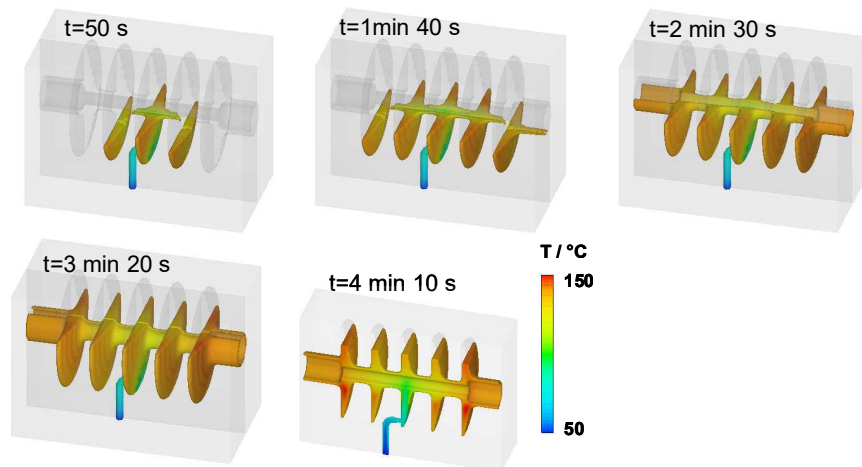 t=50 s
t=1min 40 s
t=2 min 30 s
t=3 min 20 s
t=4 min 10 s
T / °C
150
50